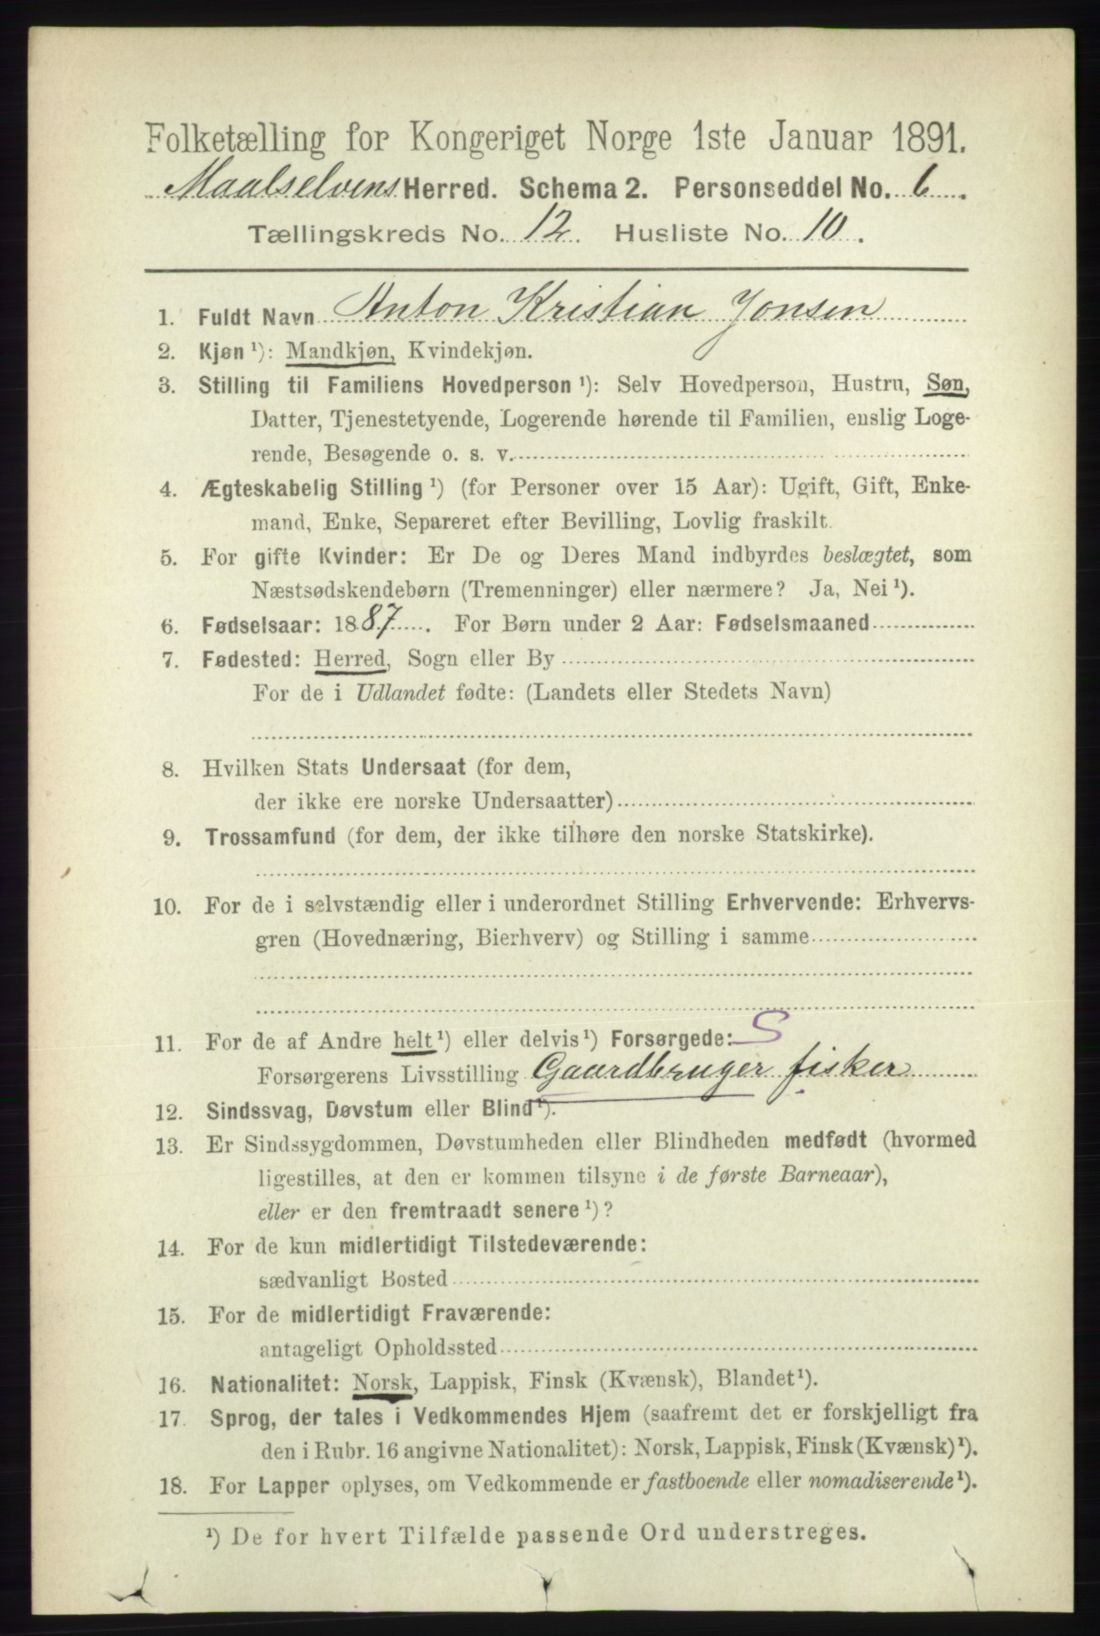 Folketælling for Kongeriget Norge 1ste Januar 1891.
Maalselvens Herred. Schema 2. Personseddel No. 6.
Tællingskreds No. 12. Husliste No. 10.
1. Fuldt Navn Anton Kristian Jonsen
2. Kjøn ¹): Mandkjøn, Kvindekjøn.
3. Stilling til Familiens Hovedperson ¹): Selv Hovedperson, Hustru, Søn,
Datter, Tjenestetyende, Logerende hørende til Familien, enslig Loge-
rende, Besøgende o. s. v.
4. Ægteskabelig Stilling ¹) (for Personer over 15 Aar): Ugift, Gift, Enke-
mand, Enke, Separeret efter Bevilling, Lovlig fraskilt.
5. For gifte Kvinder: Er De og Deres Mand indbyrdes beslægtet, som
Næstsødskendebørn (Tremenninger) eller nærmere? Ja, Nei ¹).
6. Fødselsaar: 1887. For Børn under 2 Aar: Fødselsmaaned
7. Fødested: Herred, Sogn eller By
For de i Udlandet fødte: (Landets eller Stedets Navn)
8. Hvilken Stats Undersaat (for dem,
der ikke ere norske Undersaatter)
9. Trossamfund (for dem, der ikke tilhøre den norske Statskirke).
10. For de i selvstændig eller i underordnet Stilling Erhvervende: Erhvervs-
gren (Hovednæring, Bierhverv) og Stilling i samme
11. For de af Andre helt ¹) eller delvis ¹) Forsørgede: S
Forsørgerens Livsstilling Gaardbruger fisker
12. Sindssvag, Døvstum eller Blind ¹).
13. Er Sindssygdommen, Døvstumheden eller Blindheden medfødt (hvormed
ligestilles, at den er kommen tilsyne i de første Barneaar),
eller er den fremtraadt senere ¹)?
14. For de kun midlertidigt Tilstedeværende:
sædvanligt Bosted
15. For de midlertidigt Fraværende:
antageligt Opholdssted
16. Nationalitet: Norsk, Lappisk, Finsk (Kvænsk), Blandet ¹).
17. Sprog, der tales i Vedkommendes Hjem (saafremt det er forskjelligt fra
den i Rubr. 16 angivne Nationalitet): Norsk, Lappisk, Finsk (Kvænsk) ¹).
18. For Lapper oplyses, om Vedkommende er fastboende eller nomadiserende ¹).
¹) De for hvert Tilfælde passende Ord understreges.